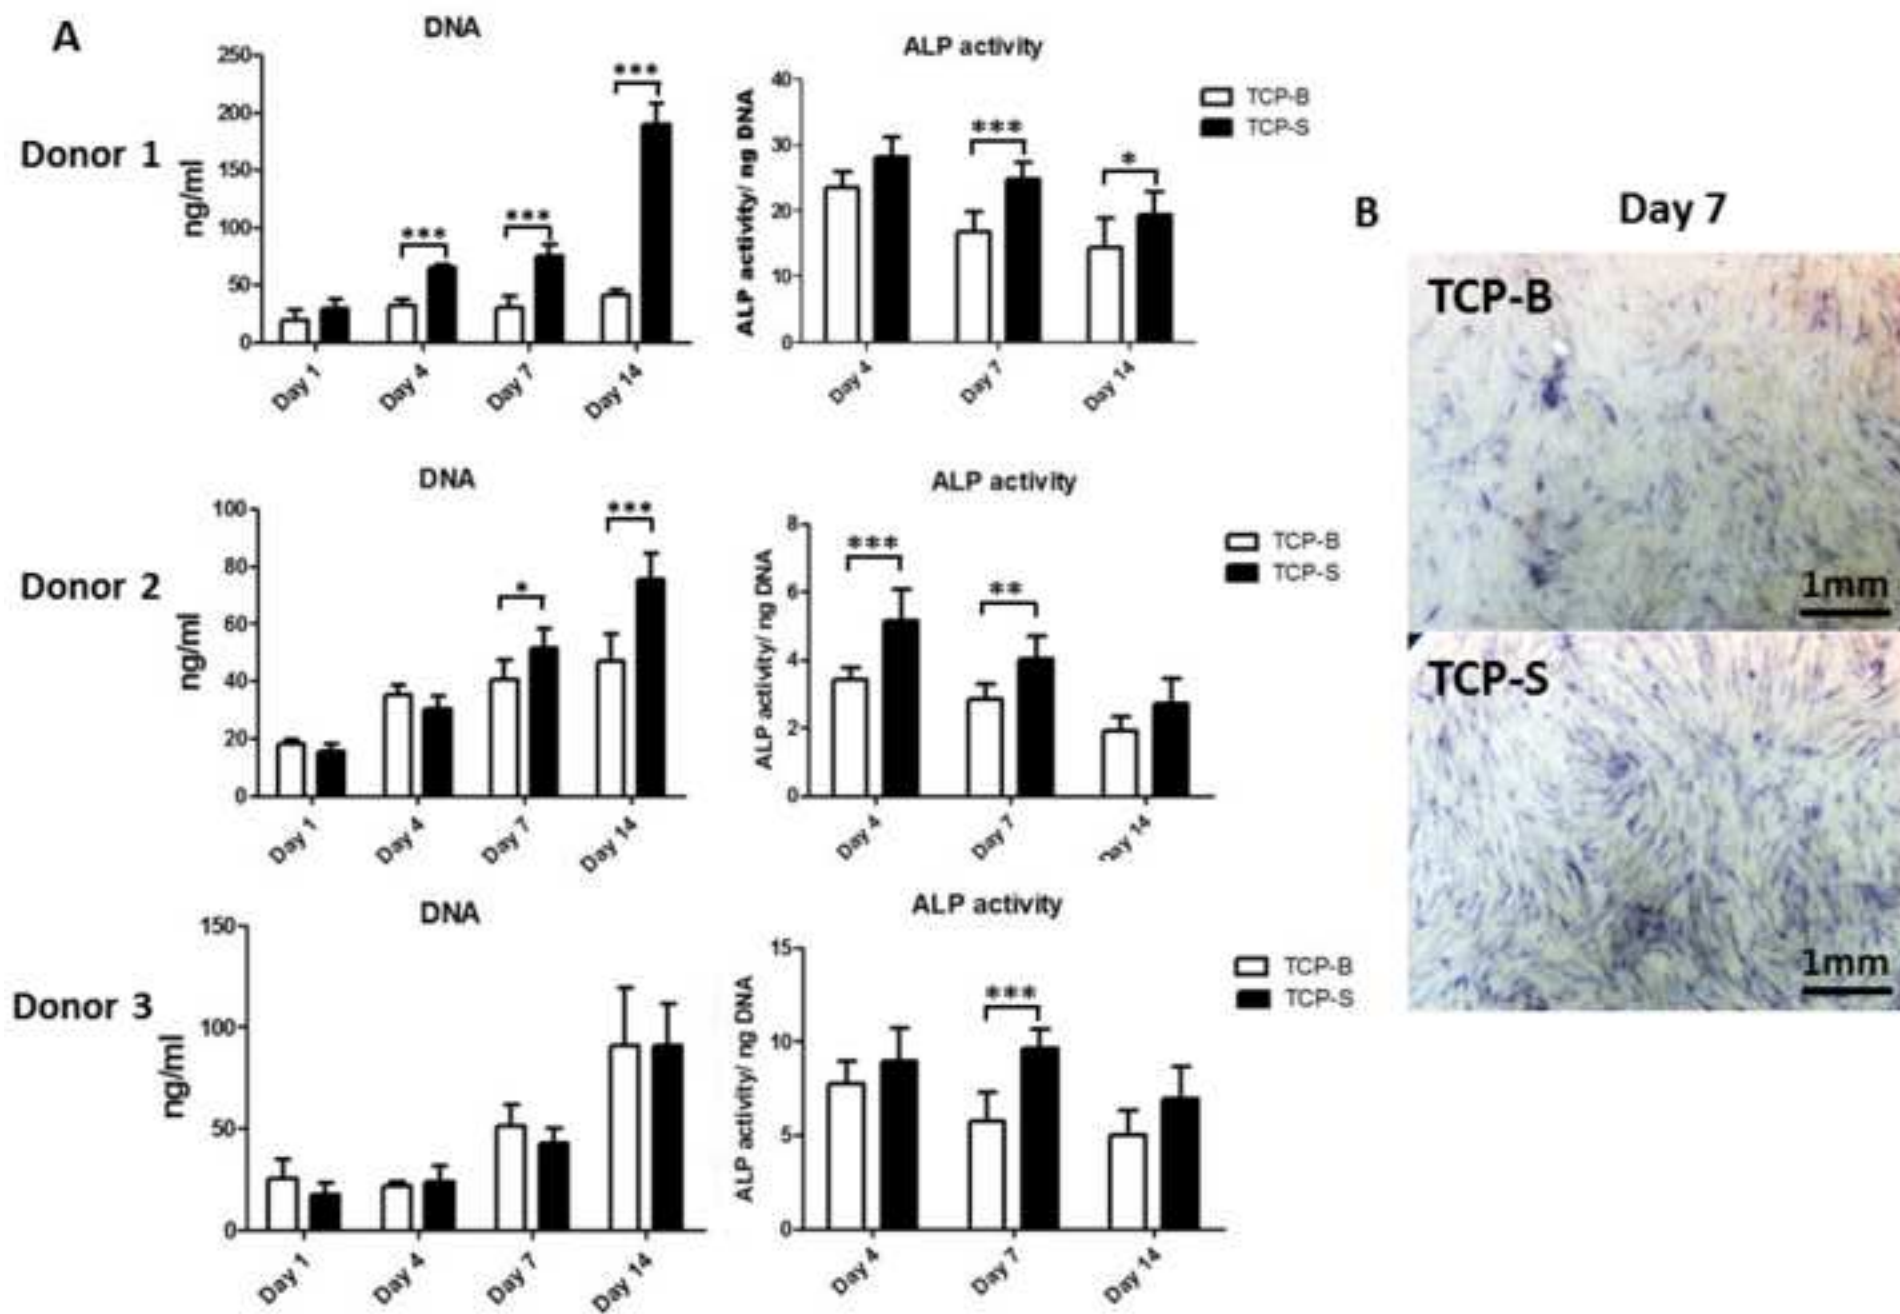 A
DNA
ng/ml
250
200
150
100
50
0
***
***
***
Day 1
Day 4
Day 7
Day 14
Donor 1
ALP activity
ALP activity/ ng DNA
40
30
20
10
0
***
*
Day 4
Day 7
Day 14
TCP-B
TCP-S
Donor 2
DNA
ng/ml
100
80
60
40
20
0
*
***
Day 1
Day 4
Day 7
Day 14
ALP activity
ALP activity/ ng DNA
8
6
4
2
0
***
**
Day 4
Day 7
Day 14
TCP-B
TCP-S
Donor 3
DNA
ng/ml
150
100
50
0
Day 1
Day 4
Day 7
Day 14
ALP activity
ALP activity/ ng DNA
15
10
5
0
***
Day 4
Day 7
Day 14
TCP-B
TCP-S
B
Day 7
TCP-B
1mm
TCP-S
1mm